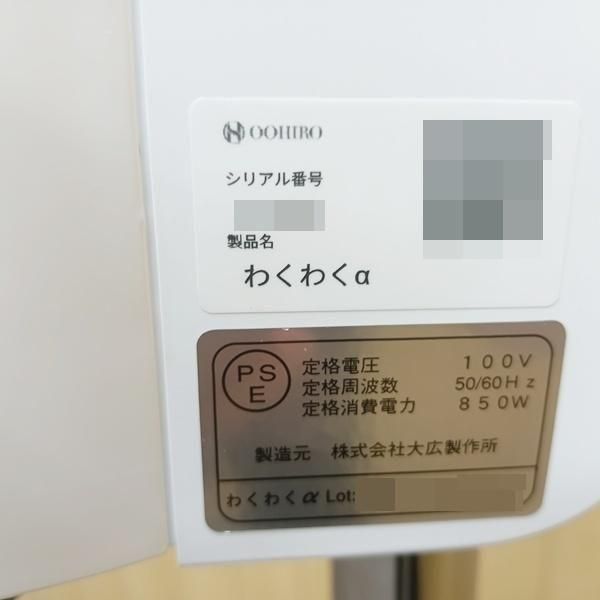 OOHIRO
シリアル番号
製品名
わくわくα
PSE
定格電圧 100V
定格周波数 50/60Hz
定格消費電力 850W
製造元 株式会社大広製作所
わくわくα Lot: